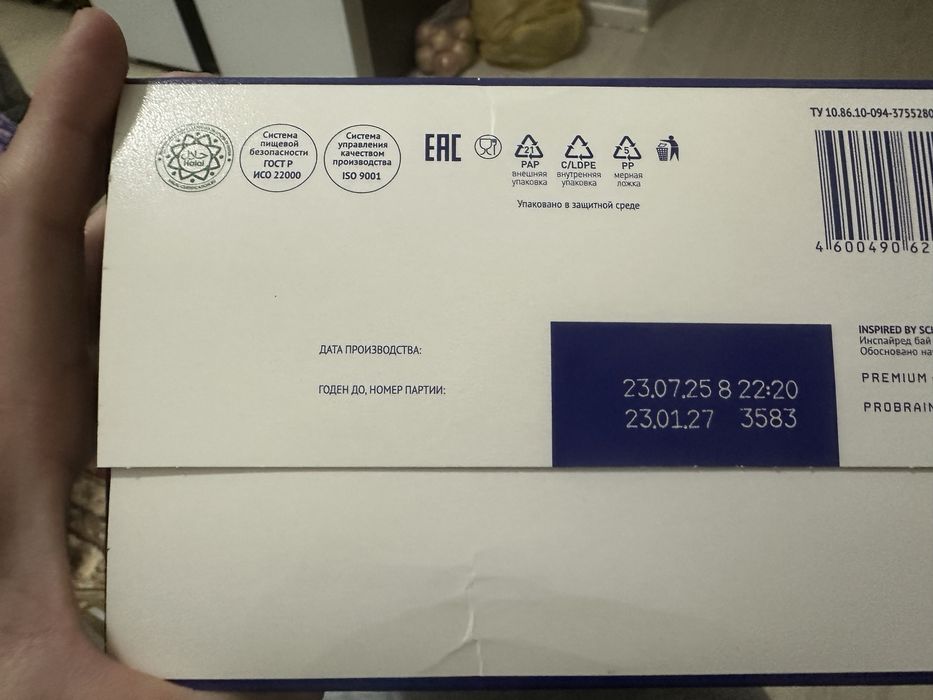 ТУ 10.86.10-094-3755280
حلال
Halal
Система
пищевой
безопасности
ГОСТ Р
ИСО 22000
Система
управления
качеством
производства
ISO 9001
EAC
21
PAP
внешняя
упаковка
C/LDPE
внутренняя
упаковка
5
PP
мерная
ложка
Упаковано в защитной среде
4 600490 62
ДАТА ПРОИЗВОДСТВА:
ГОДЕН ДО, НОМЕР ПАРТИИ:
23.07.25 8 22:20
23.01.27 3583
INSPIRED BY SCI
Инспайред бай
Обосновано на
PREMIUM
PROBRAIN